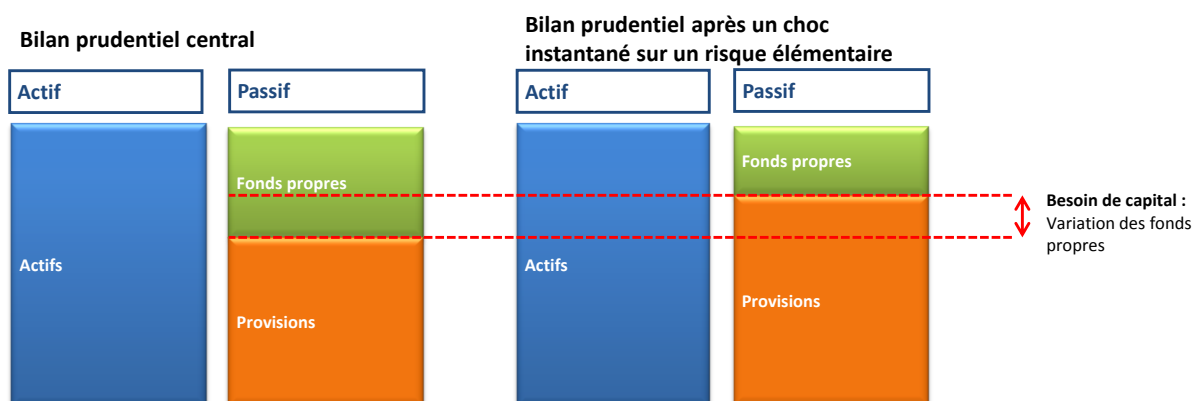 Bilan prudentiel central
Bilan prudentiel après un choc
instantané sur un risque élémentaire
Actif
Passif
Actif
Passif
Fonds propres
Fonds propres
Besoin de capital :
Variation des fonds
propres
Actifs
Actifs
Provisions
Provisions